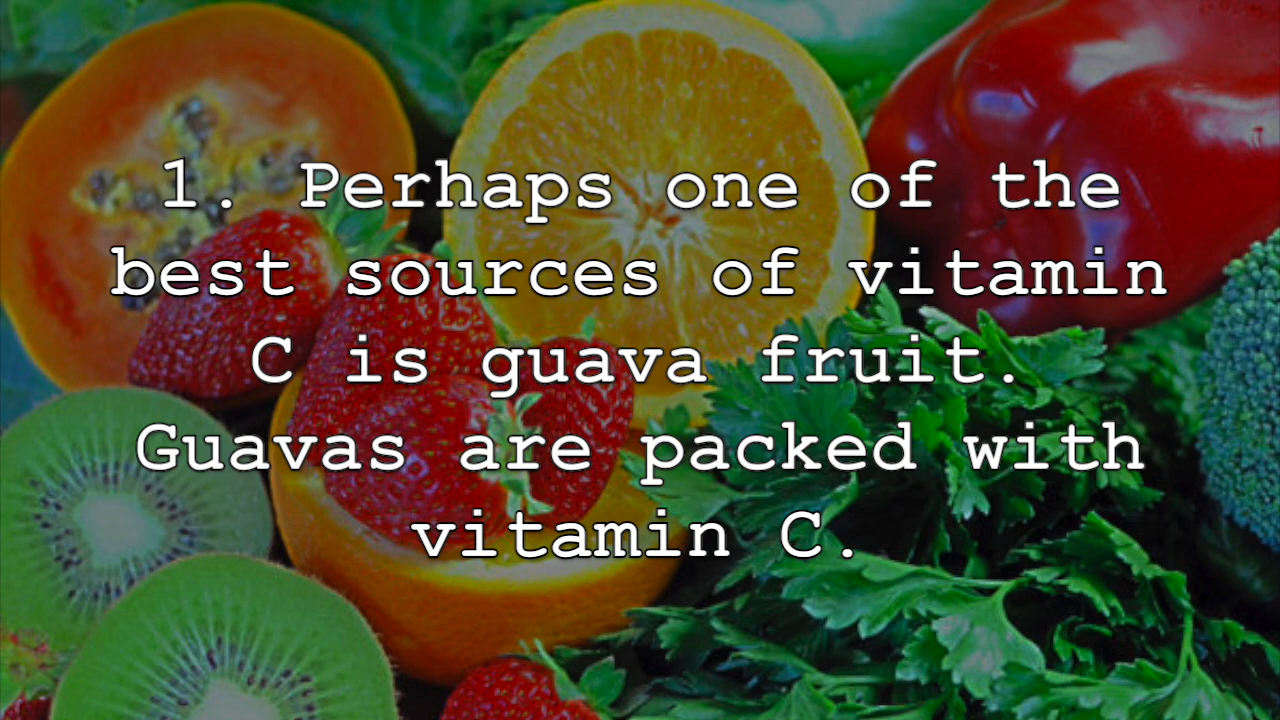 1. Perhaps one of the
best sources of vitamin
C is guava fruit.
Guavas are packed with
vitamin C.